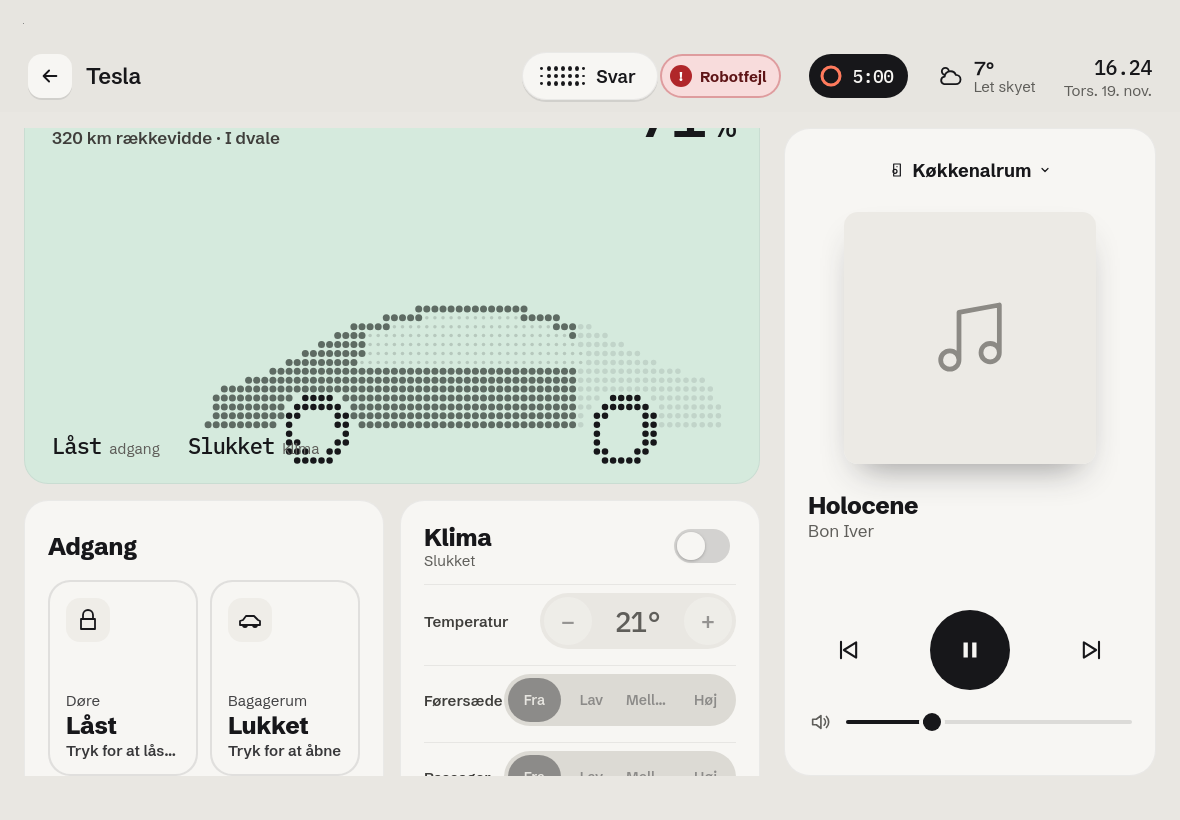 Tesla
Svar
Robotfejl
5:00
7°
Let skyet
16.24
Tors. 19. nov.
320 km rækkevidde · I dvale
%
Låst adgang
Slukket klima
Adgang
Døre
Låst
Tryk for at lås…
Bagagerum
Lukket
Tryk for at åbne
Klima
Slukket
Temperatur
− 21° +
Førersæde
Fra Lav Mell… Høj
Køkkenalrum
Holocene
Bon Iver